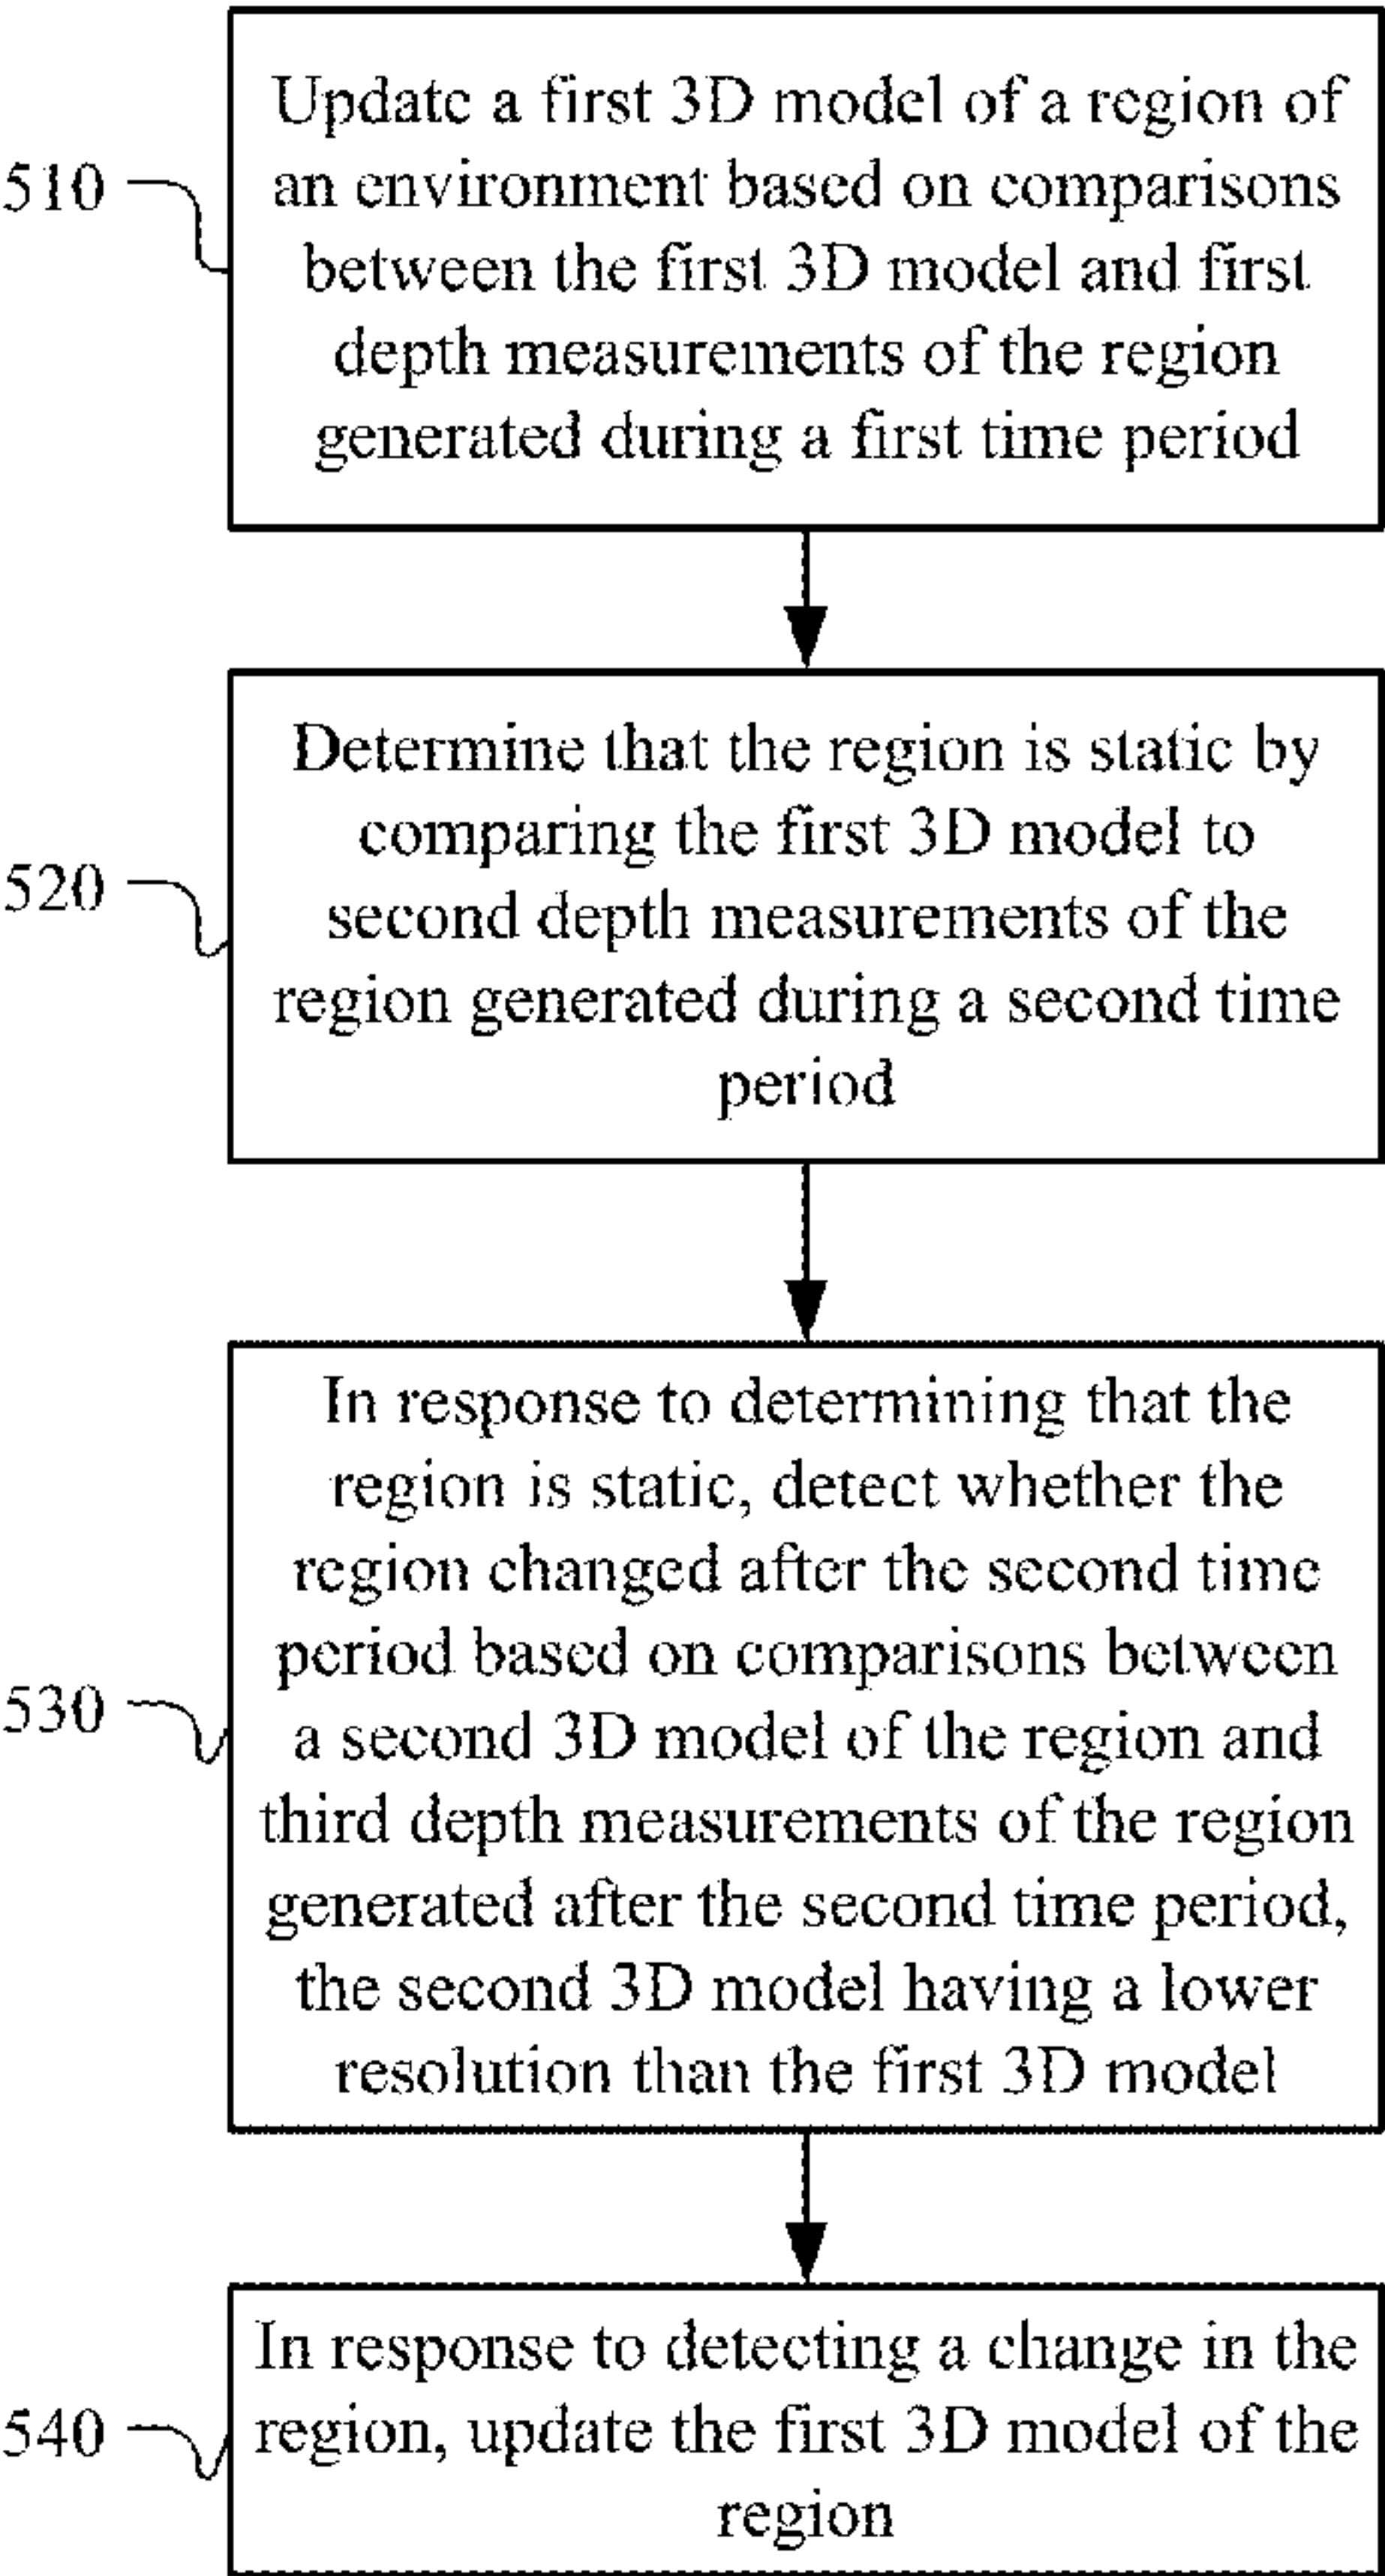 Update a first 3D model of a region of
an environment based on comparisons
between the first 3D model and first
depth measurements of the region
generated during a first time period
510
Determine that the region is static by
comparing the first 3D model to
second depth measurements of the
region generated during a second time
period
520
In response to determining that the
region is static, detect whether the
region changed after the second time
period based on comparisons between
a second 3D model of the region and
third depth measurements of the region
generated after the second time period,
the second 3D model having a lower
resolution than the first 3D model
530
In response to detecting a change in the
region, update the first 3D model of the
region
540